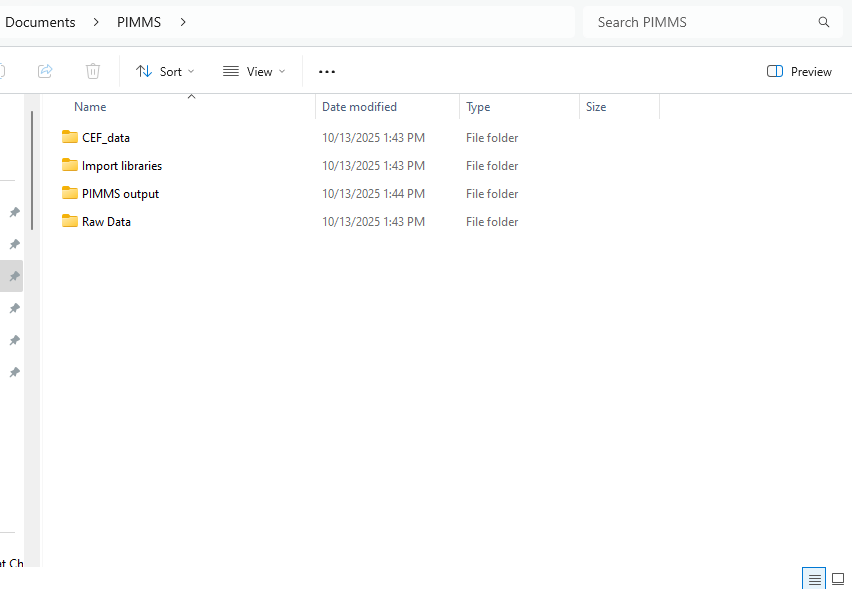 Documents > PIMMS >
Search PIMMS
Sort
View
Preview
Name Date modified Type Size
CEF_data 10/13/2025 1:43 PM File folder
Import libraries 10/13/2025 1:43 PM File folder
PIMMS output 10/13/2025 1:44 PM File folder
Raw Data 10/13/2025 1:43 PM File folder
Ch